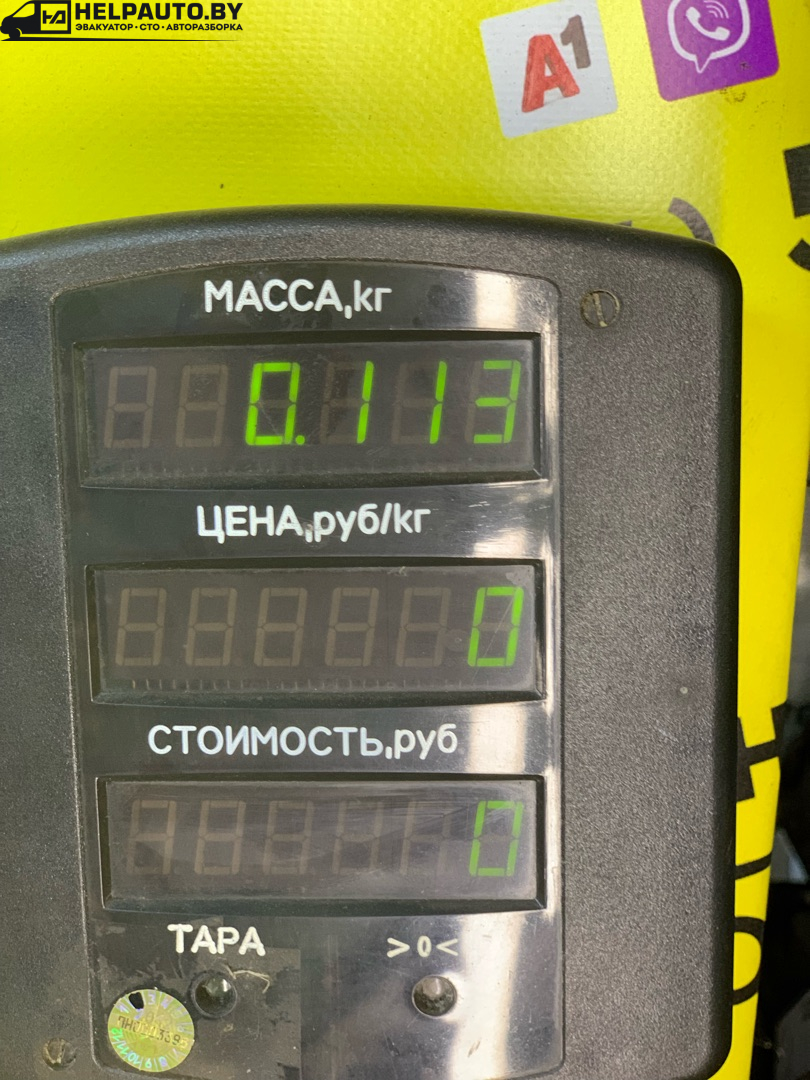 HELPAUTO.BY
ЭВАКУАТОР•СТО•АВТОРАЗБОРКА
A1
МАССА,кг
0.113
ЦЕНА,руб/кг
0
СТОИМОСТЬ,руб
0
ТАРА
>0<